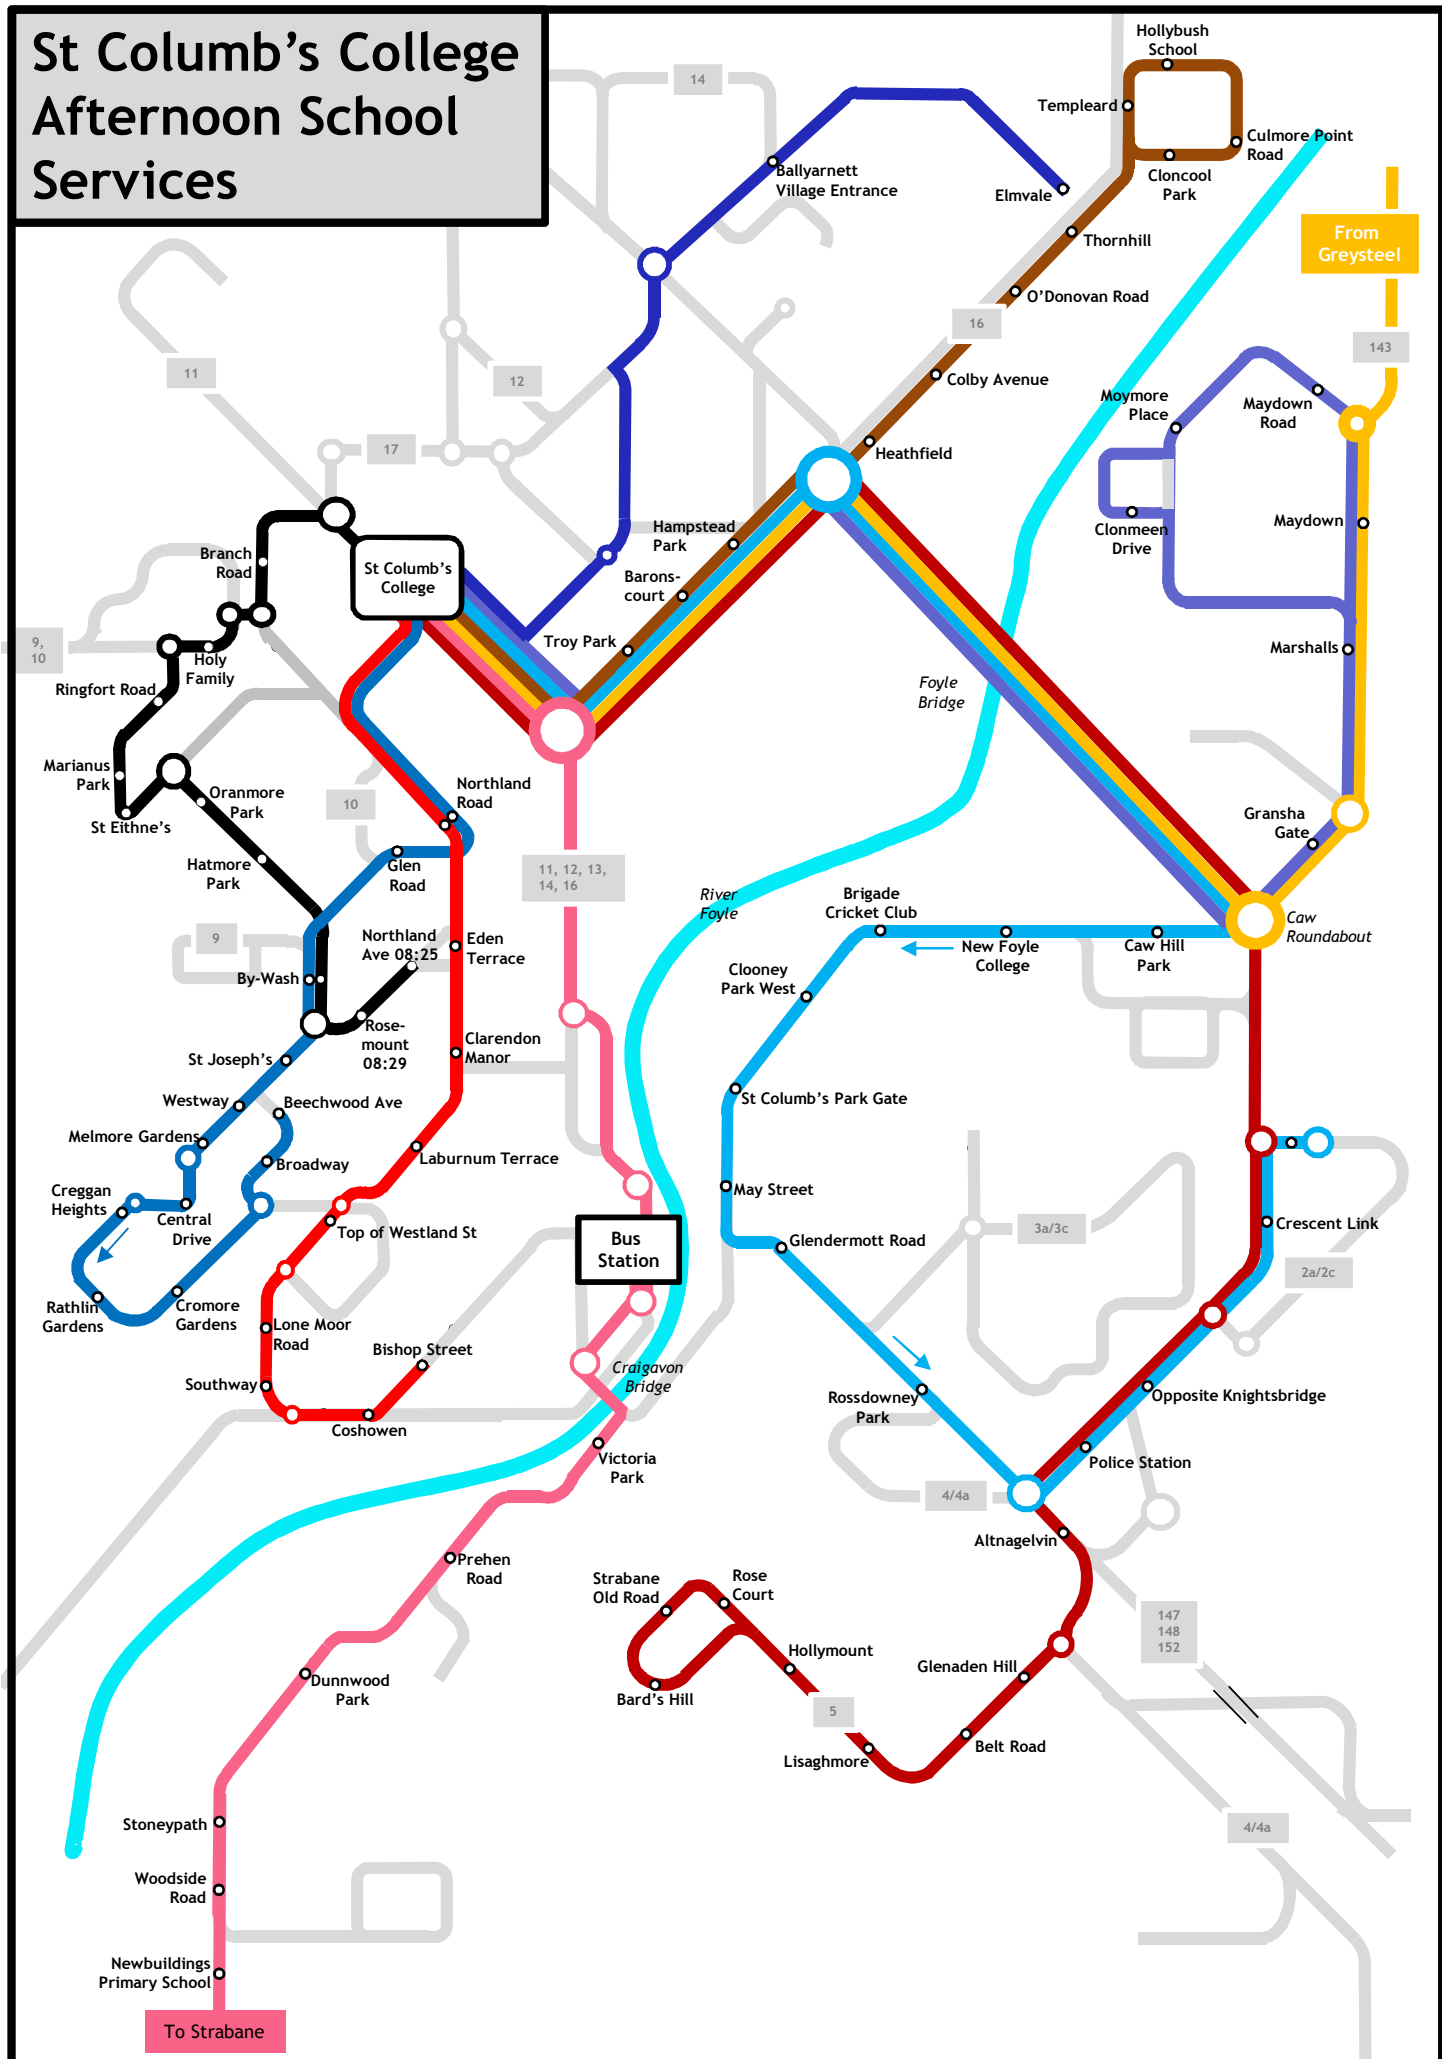 St Columb's College
Afternoon School
Services
Hollybush
School
14
Templeard
Culmore Point
Road
Ballyarnett
Village Entrance
Elmvale
Cloncool
Park
From
Greysteel
Thornhill
O'Donovan Road
16
143
11
12
Colby Avenue
Moymore
Place
Maydown
Road
17
Heathfield
Hampstead
Park
Maydown
Clonmeen
Drive
Branch
Road
St Columb's
College
Barons-
court
Troy Park
9,
10
Holy
Family
Marshalls
Ringfort Road
Foyle
Bridge
Marianus
Park
Oranmore
Park
Northland
Road
10
St Eithne's
Gransha
Gate
Hatmore
Park
Glen
Road
11, 12, 13,
14, 16
River
Foyle
Brigade
Cricket Club
Caw
Roundabout
9
Northland
Ave 08:25
Eden
Terrace
New Foyle
College
Caw Hill
Park
By-Wash
Clooney
Park West
Rose-
mount
08:29
Clarendon
Manor
St Joseph's
Westway
Beechwood Ave
St Columb's Park Gate
Melmore Gardens
Broadway
Laburnum Terrace
Creggan
Heights
May Street
Central
Drive
Top of Westland St
Bus
Station
Glendermott Road
3a/3c
Crescent Link
2a/2c
Rathlin
Gardens
Cromore
Gardens
Lone Moor
Road
Bishop Street
Craigavon
Bridge
Southway
Rossdowney
Park
Opposite Knightsbridge
Coshowen
Victoria
Park
Police Station
4/4a
Altnagelvin
Prehen
Road
Strabane
Old Road
Rose
Court
147
148
152
Hollymount
Glenaden Hill
Dunnwood
Park
Bard's Hill
5
Belt Road
Lisaghmore
Stoneypath
4/4a
Woodside
Road
Newbuildings
Primary School
To Strabane